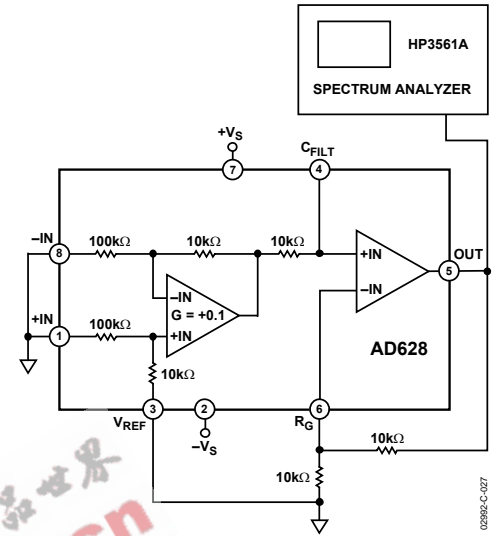 HP3561A
SPECTRUM ANALYZER
+VS
CFILT
7
4
–IN
100kΩ
10kΩ
10kΩ
8
+IN
OUT
–IN
5
G = +0.1
–IN
+IN
100kΩ
+IN
1
AD628
10kΩ
3
2
6
VREF
RG
–VS
10kΩ
10kΩ
02992-C-027